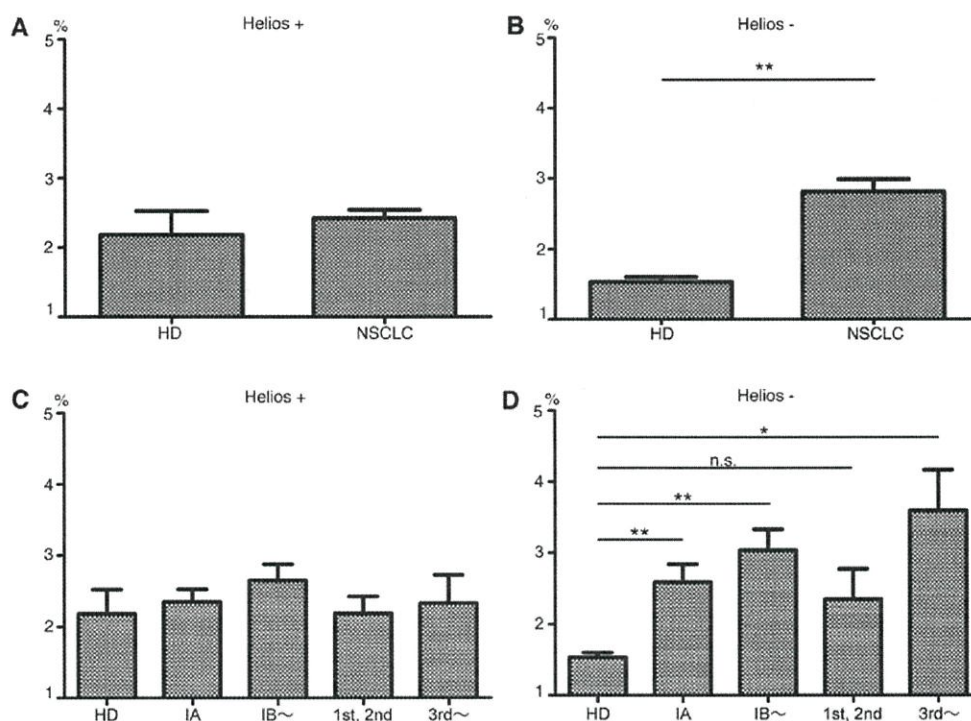 A
Helios +
%
5
4
3
2
1
HD
NSCLC
B
Helios -
%
5
4
3
2
1
**
HD
NSCLC
C
Helios +
%
5
4
3
2
1
HD
IA
IB～
1st, 2nd
3rd～
D
Helios -
%
5
4
3
2
1
*
n.s.
**
**
HD
IA
IB～
1st, 2nd
3rd～